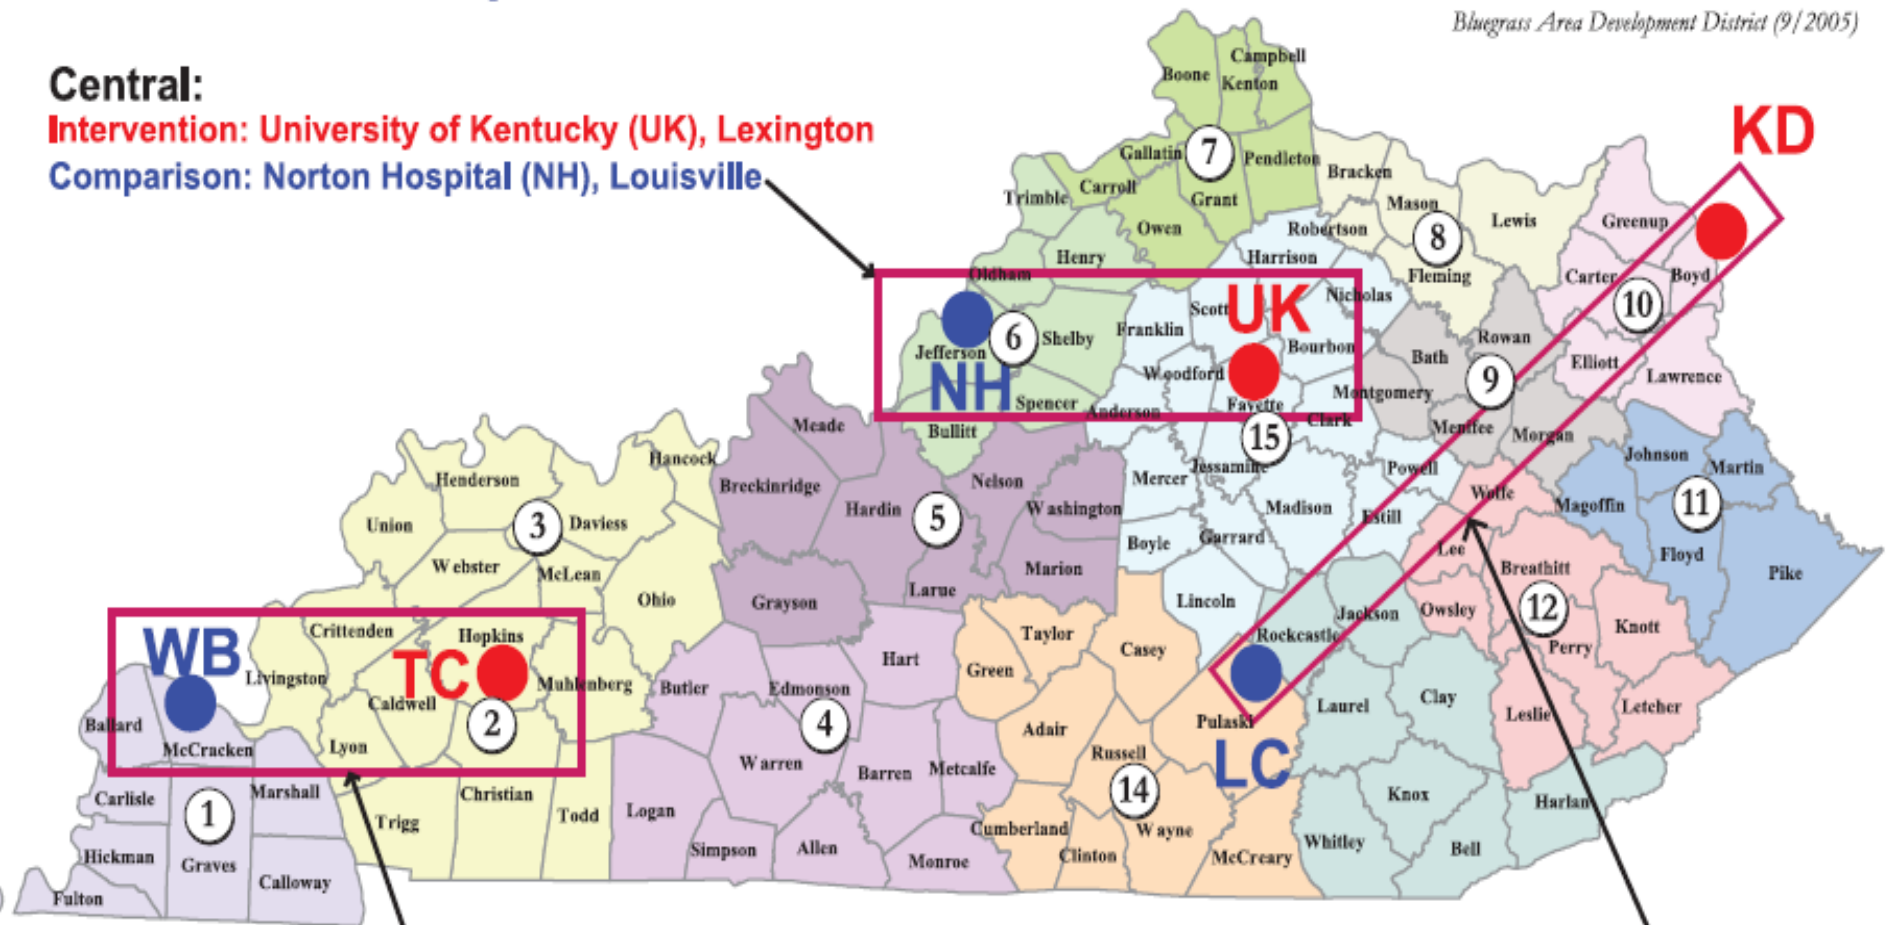 Bluegrass Area Development District (9/2005)
Central:
Intervention: University of Kentucky (UK), Lexington
Comparison: Norton Hospital (NH), Louisville
KD
Campbell
Boone
Kenton
Gallatin
7
Pendleton
Bracken
Trimble
Carroll
Grant
Mason
Lewis
Greenup
Owen
Robertson
8
Henry
Harrison
Fleming
Oldham
Carter
Boyd
Nicholas
10
Scott
UK
Franklin
6
Shelby
Rowan
Jefferson
Bourbon
Bath
Elliott
NH
Woodford
9
Lawrence
Montgomery
Spencer
Anderson
Fayette
Clark
Meade
Bullitt
15
Menifee
Morgan
Hancock
Johnson
Martin
Henderson
Breckinridge
Nelson
Mercer
Jessamine
Powell
Wolfe
Magoffin
11
Union
3
Daviess
Hardin
5
Washington
Madison
Estill
Boyle
Garrard
Lee
Floyd
Webster
McLean
Marion
Breathitt
Pike
Ohio
Grayson
Larue
Lincoln
Jackson
Owsley
12
Crittenden
Hopkins
Taylor
Rockcastle
Knott
WB
TC
Hart
Green
Casey
Perry
Livingston
Muhlenberg
Butler
Edmonson
Caldwell
Laurel
Clay
Leslie
Letcher
Ballard
2
4
Adair
Pulaski
McCracken
Lyon
Russell
LC
Warren
Barren
Metcalfe
Carlisle
Marshall
Christian
14
Knox
Harlan
1
Trigg
Todd
Logan
Cumberland
Wayne
Hickman
Graves
Simpson
Allen
Monroe
Clinton
McCreary
Whitley
Bell
Calloway
Fulton